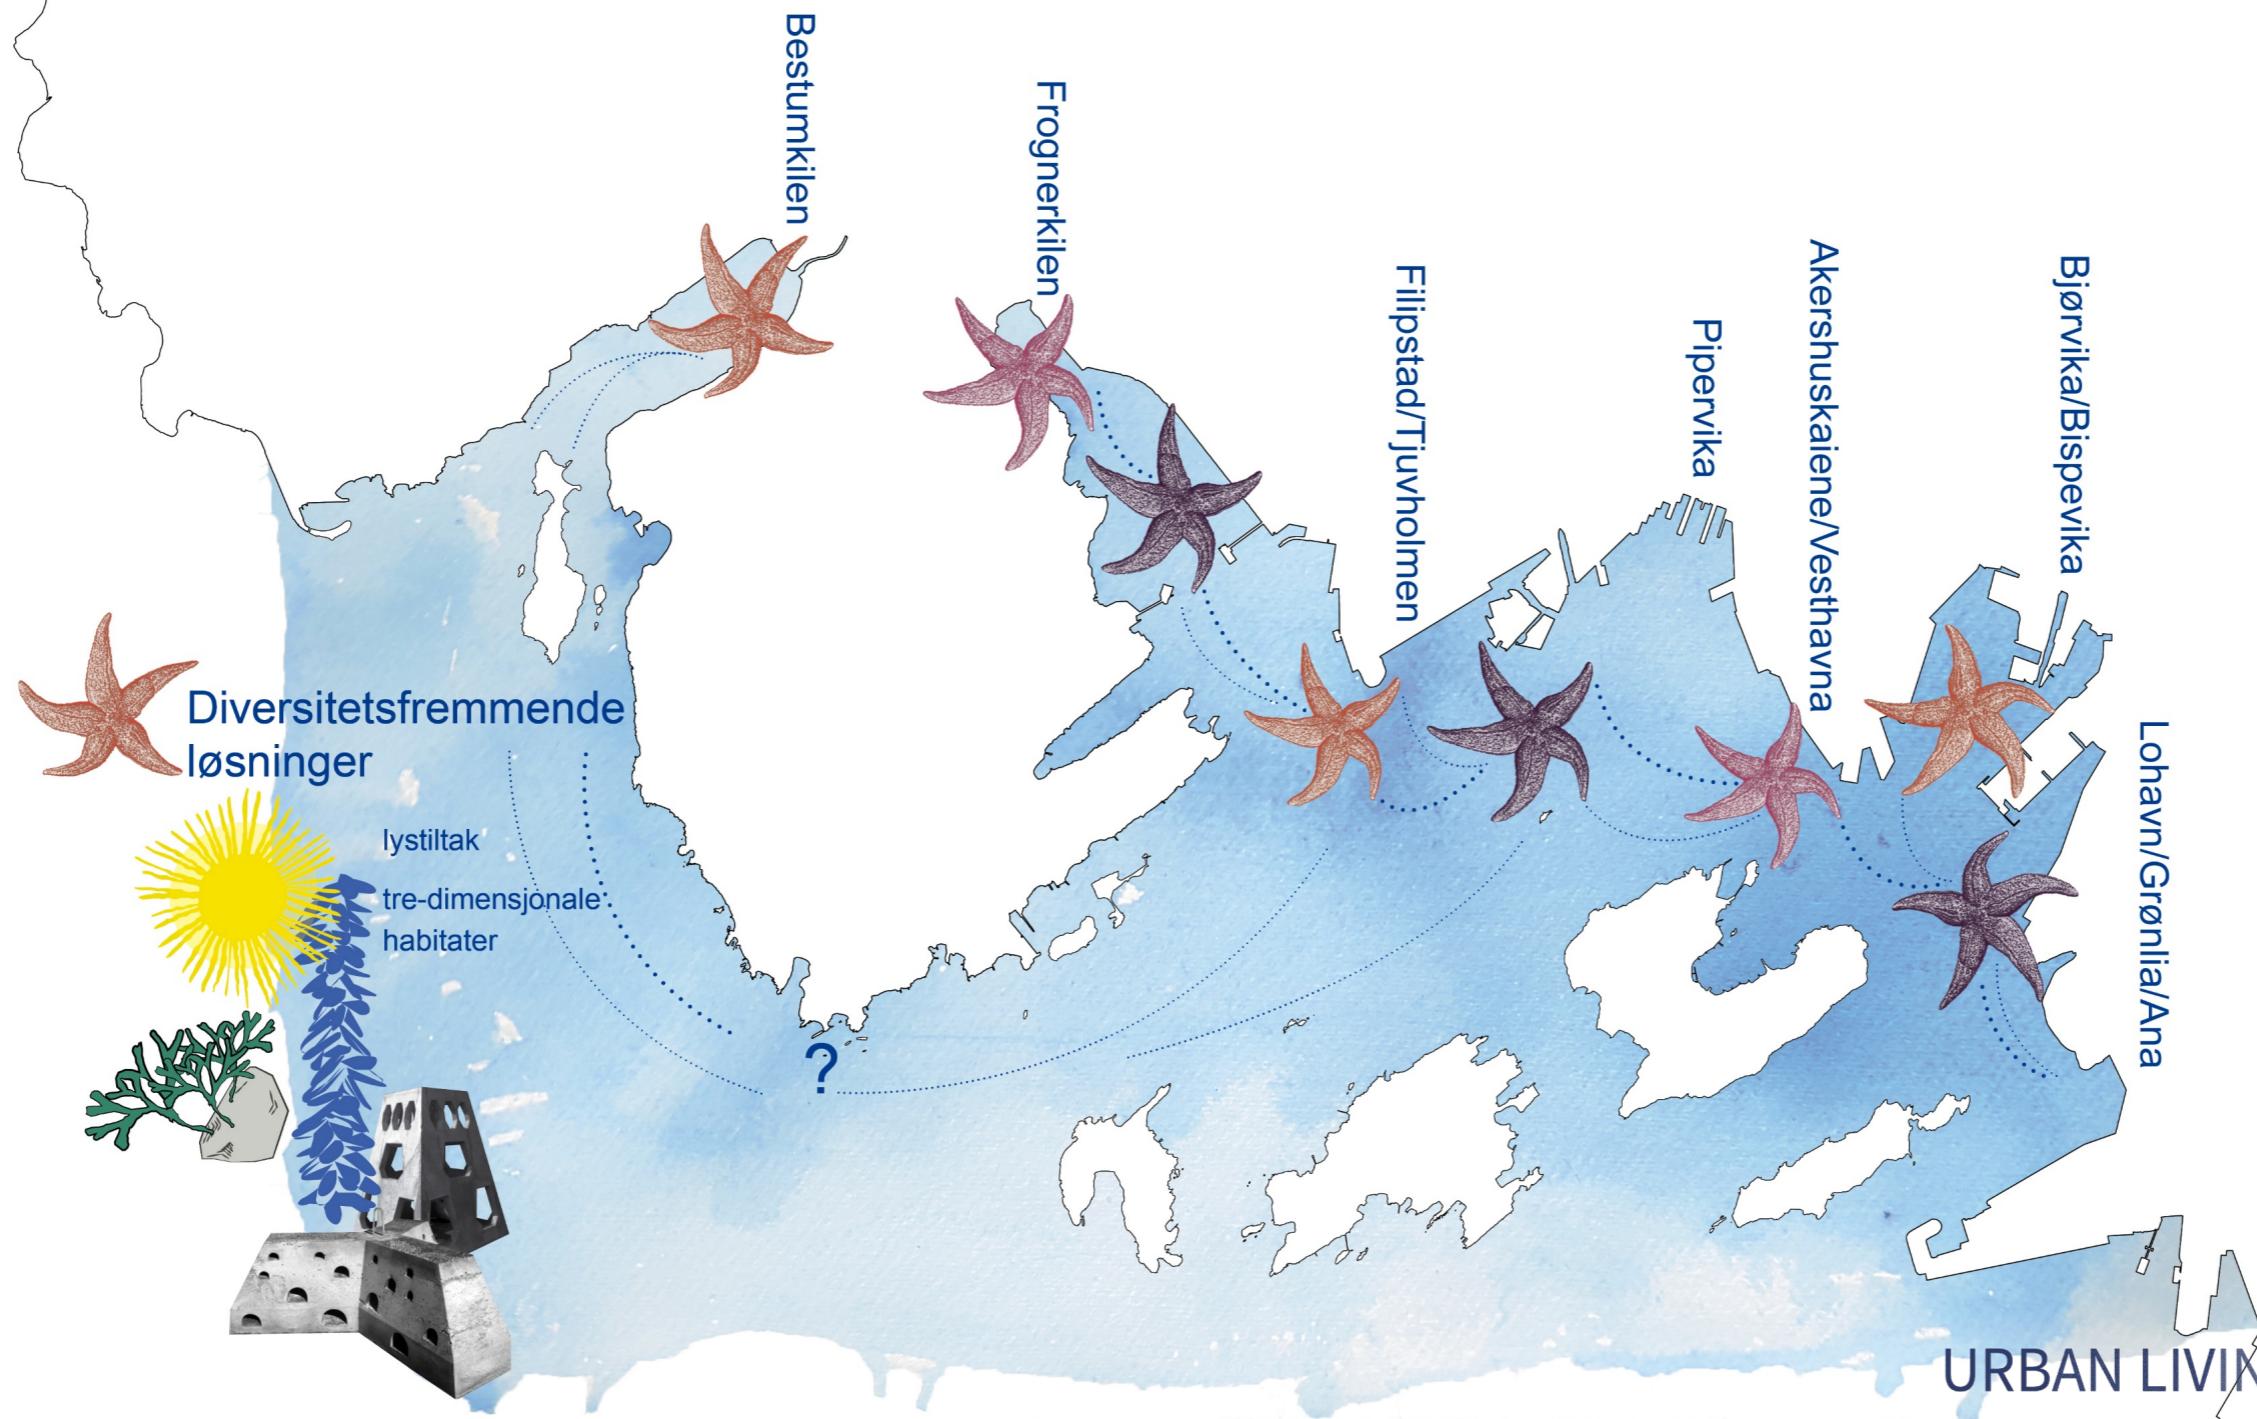 Bestumkilen
Frognerkilen
Filipstad/Tjuvholmen
Pipervika
Akershuskaiene/Vesthavna
Bjørvika/Bispevika
Lohavn/Grønlia/Ana
Diversitetsfremmende
løsninger
lystiltak
tre-dimensjonale
habitater
?
URBAN LIVIN